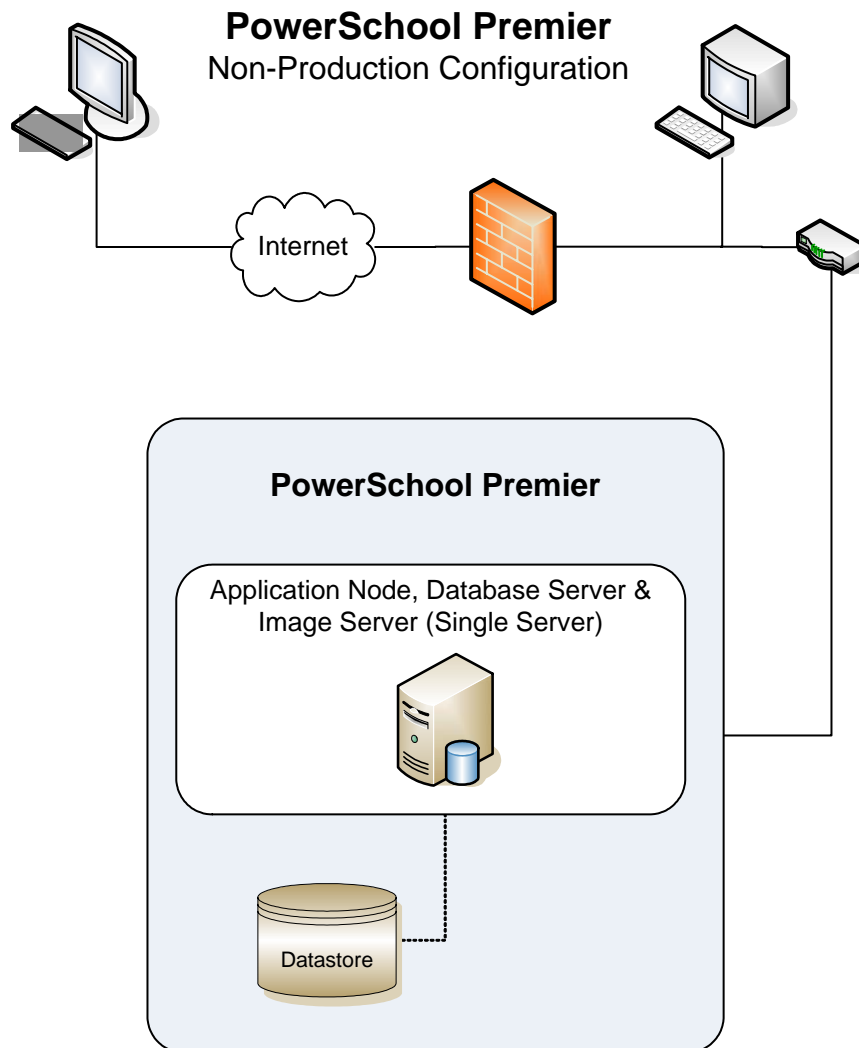 PowerSchool Premier
Non-Production Configuration
Internet
PowerSchool Premier
Application Node, Database Server &
Image Server (Single Server)
Datastore